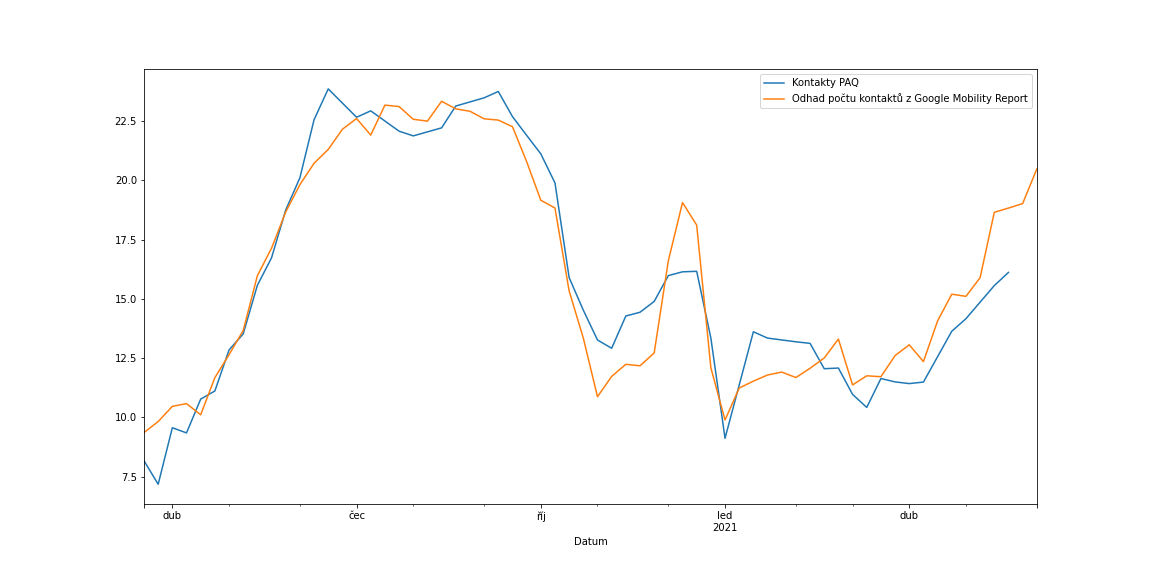 Kontakty PAQ
Odhad počtu kontaktů z Google Mobility Report
22.5
20.0
17.5
15.0
12.5
10.0
7.5
dub
čec
říj
led
2021
dub
Datum